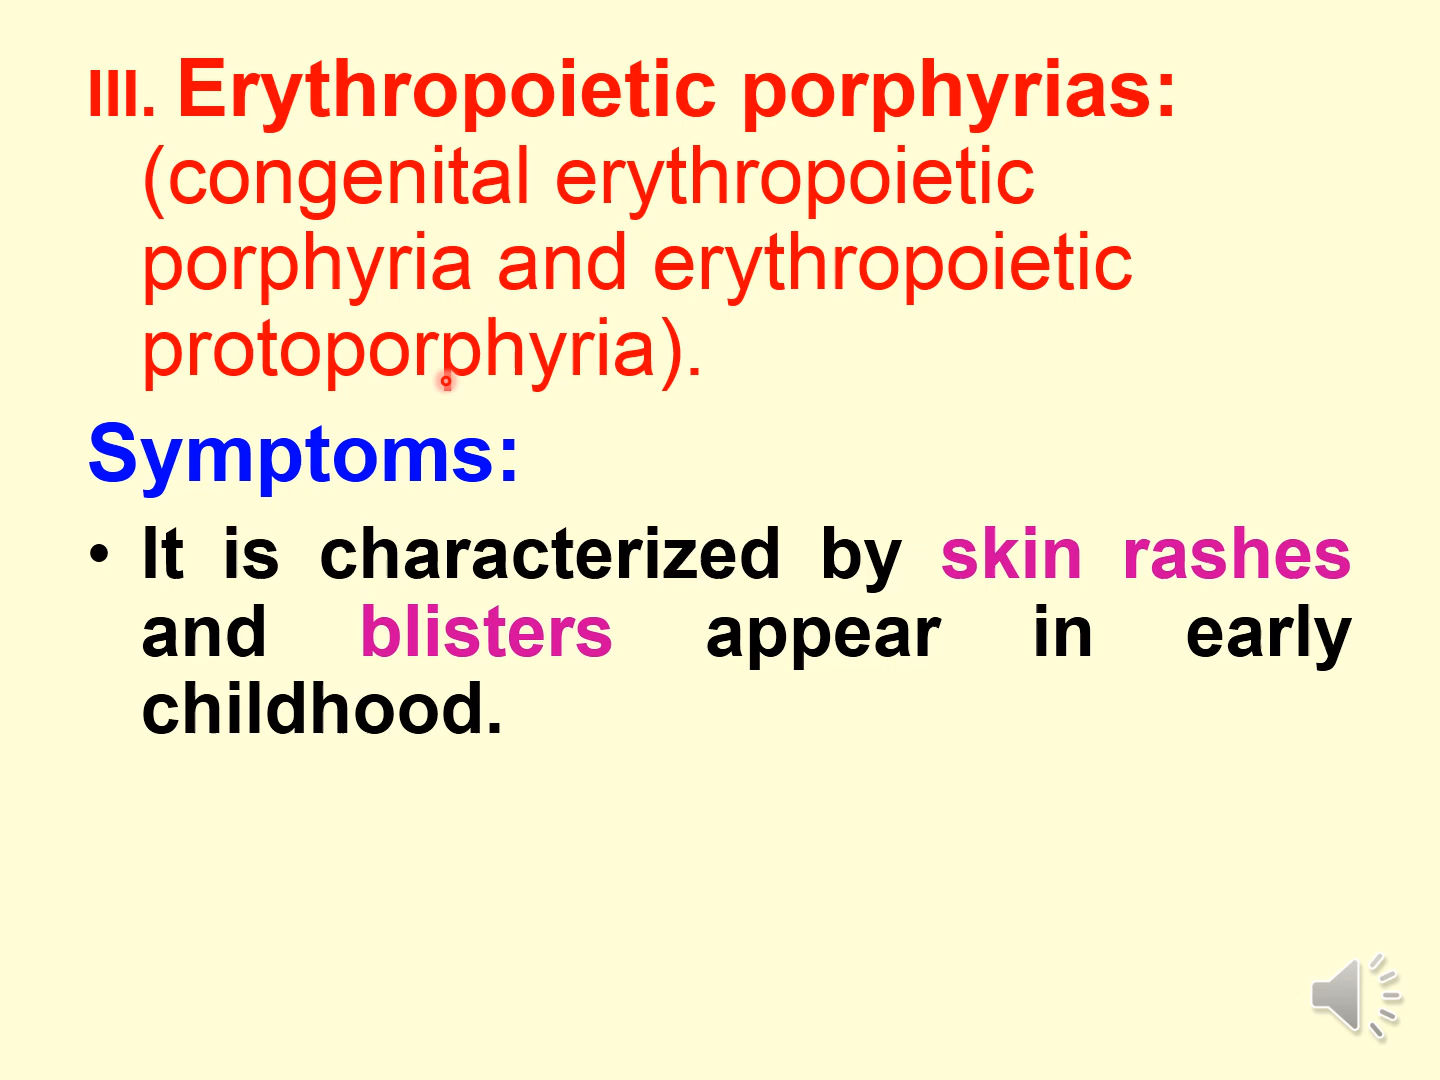 III. Erythropoietic porphyrias:
(congenital erythropoietic
porphyria and erythropoietic
protoporphyria).
Symptoms:
• It is characterized by skin rashes
and blisters appear in early
childhood.